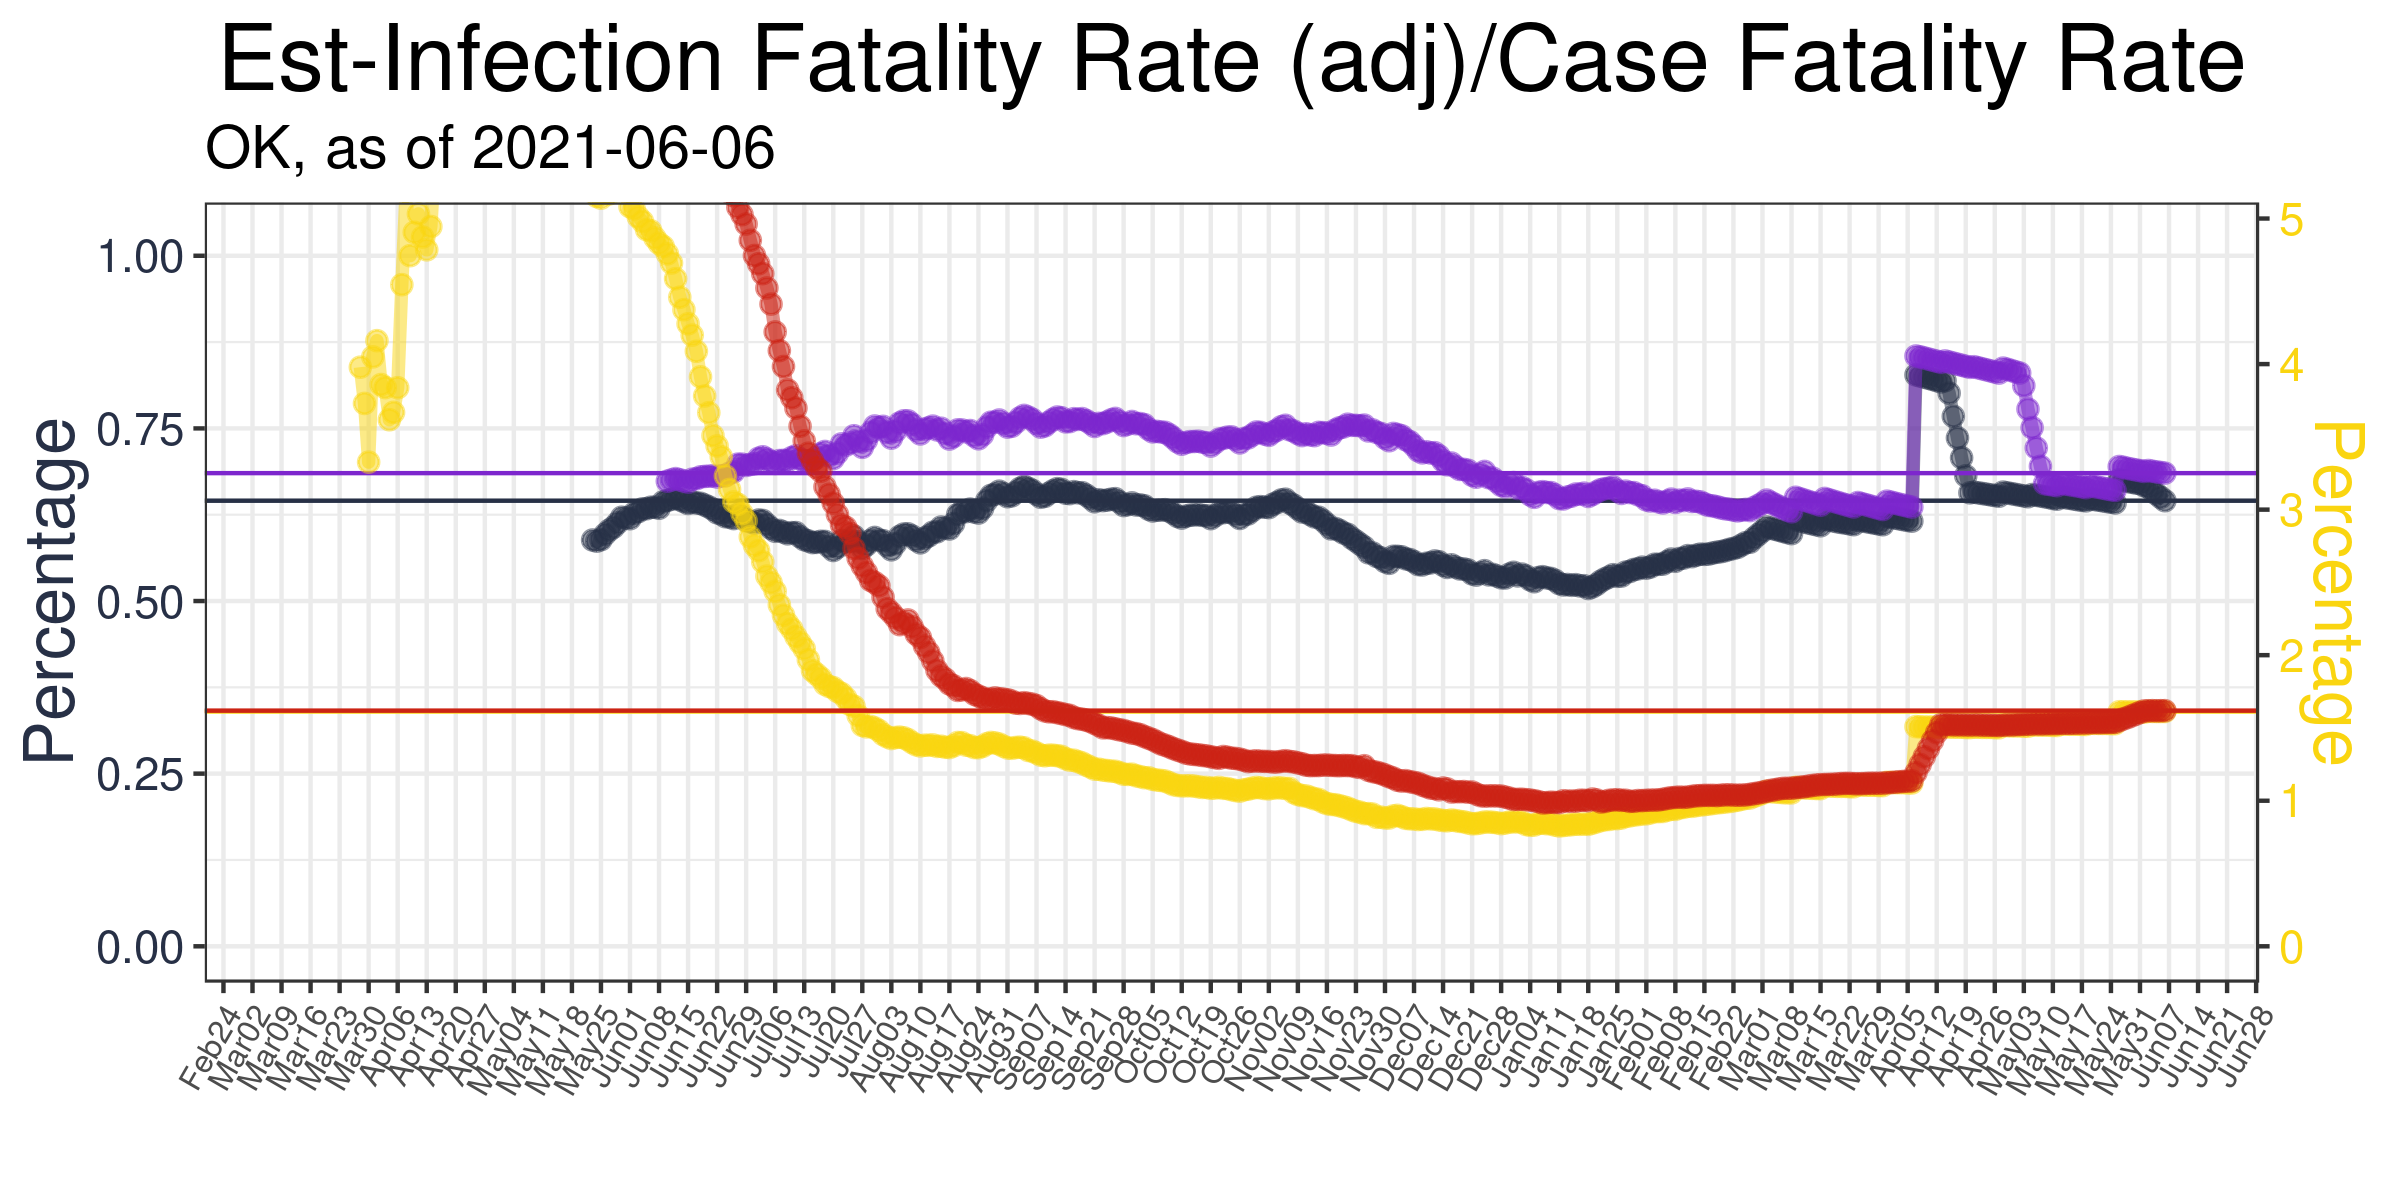 Est-Infection Fatality Rate (adj)/Case Fatality Rate
OK, as of 2021-06-06
Percentage
1.00
0.75
0.50
0.25
0.00
5
4
3
2
1
0
Percentage
Feb24
Mar02
Mar09
Mar16
Mar23
Mar30
Apr06
Apr13
Apr20
Apr27
May04
May11
May18
May25
Jun01
Jun08
Jun15
Jun22
Jun29
Jul06
Jul13
Jul20
Jul27
Aug03
Aug10
Aug17
Aug24
Aug31
Sep07
Sep14
Sep21
Sep28
Oct05
Oct12
Oct19
Oct26
Nov02
Nov09
Nov16
Nov23
Nov30
Dec07
Dec14
Dec21
Dec28
Jan04
Jan11
Jan18
Jan25
Feb01
Feb08
Feb15
Feb22
Mar01
Mar08
Mar15
Mar22
Mar29
Apr05
Apr12
Apr19
Apr26
May03
May10
May17
May24
May31
Jun07
Jun14
Jun21
Jun28